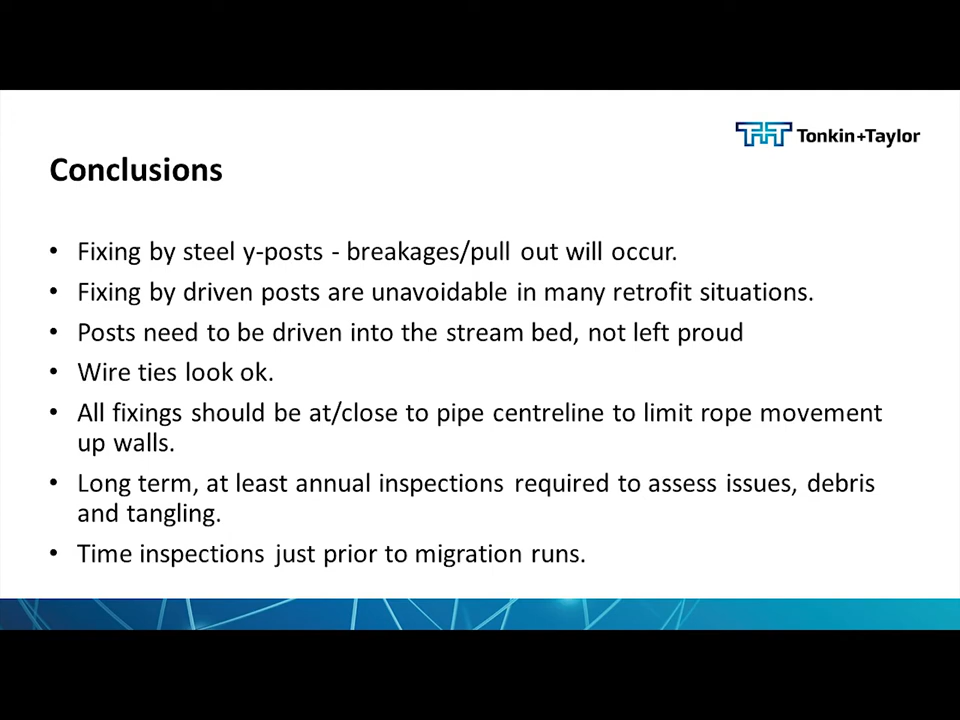 Tonkin+Taylor
Conclusions
• Fixing by steel y-posts - breakages/pull out will occur.
• Fixing by driven posts are unavoidable in many retrofit situations.
• Posts need to be driven into the stream bed, not left proud
• Wire ties look ok.
• All fixings should be at/close to pipe centreline to limit rope movement
up walls.
• Long term, at least annual inspections required to assess issues, debris
and tangling.
• Time inspections just prior to migration runs.